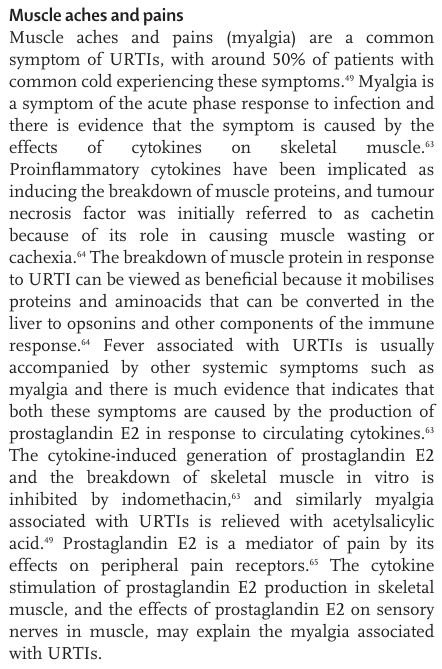 Muscle aches and pains
Muscle aches and pains (myalgia) are a common
symptom of URTIs, with around 50% of patients with
common cold experiencing these symptoms.⁴⁹ Myalgia is
a symptom of the acute phase response to infection and
there is evidence that the symptom is caused by the
effects of cytokines on skeletal muscle.⁶³
Proinflammatory cytokines have been implicated as
inducing the breakdown of muscle proteins, and tumour
necrosis factor was initially referred to as cachetin
because of its role in causing muscle wasting or
cachexia.⁶⁴ The breakdown of muscle protein in response
to URTI can be viewed as beneficial because it mobilises
proteins and aminoacids that can be converted in the
liver to opsonins and other components of the immune
response.⁶⁴ Fever associated with URTIs is usually
accompanied by other systemic symptoms such as
myalgia and there is much evidence that indicates that
both these symptoms are caused by the production of
prostaglandin E2 in response to circulating cytokines.⁶³
The cytokine-induced generation of prostaglandin E2
and the breakdown of skeletal muscle in vitro is
inhibited by indomethacin,⁶³ and similarly myalgia
associated with URTIs is relieved with acetylsalicylic
acid.⁴⁹ Prostaglandin E2 is a mediator of pain by its
effects on peripheral pain receptors.⁶⁵ The cytokine
stimulation of prostaglandin E2 production in skeletal
muscle, and the effects of prostaglandin E2 on sensory
nerves in muscle, may explain the myalgia associated
with URTIs.